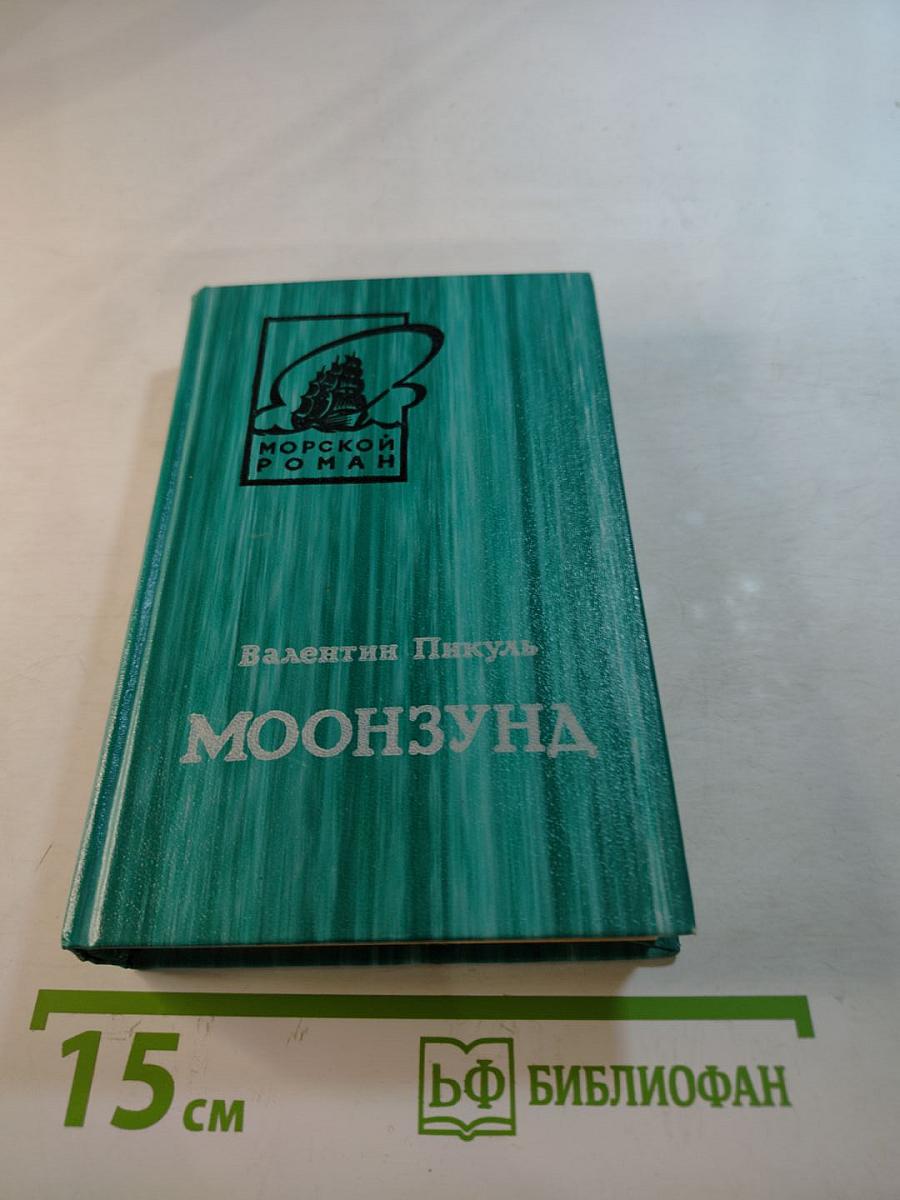 МОРСКОЙ
РОМАН
Валентин Пикуль
МООНЗУНД
15 см
ЬФ БИБЛИОФАН